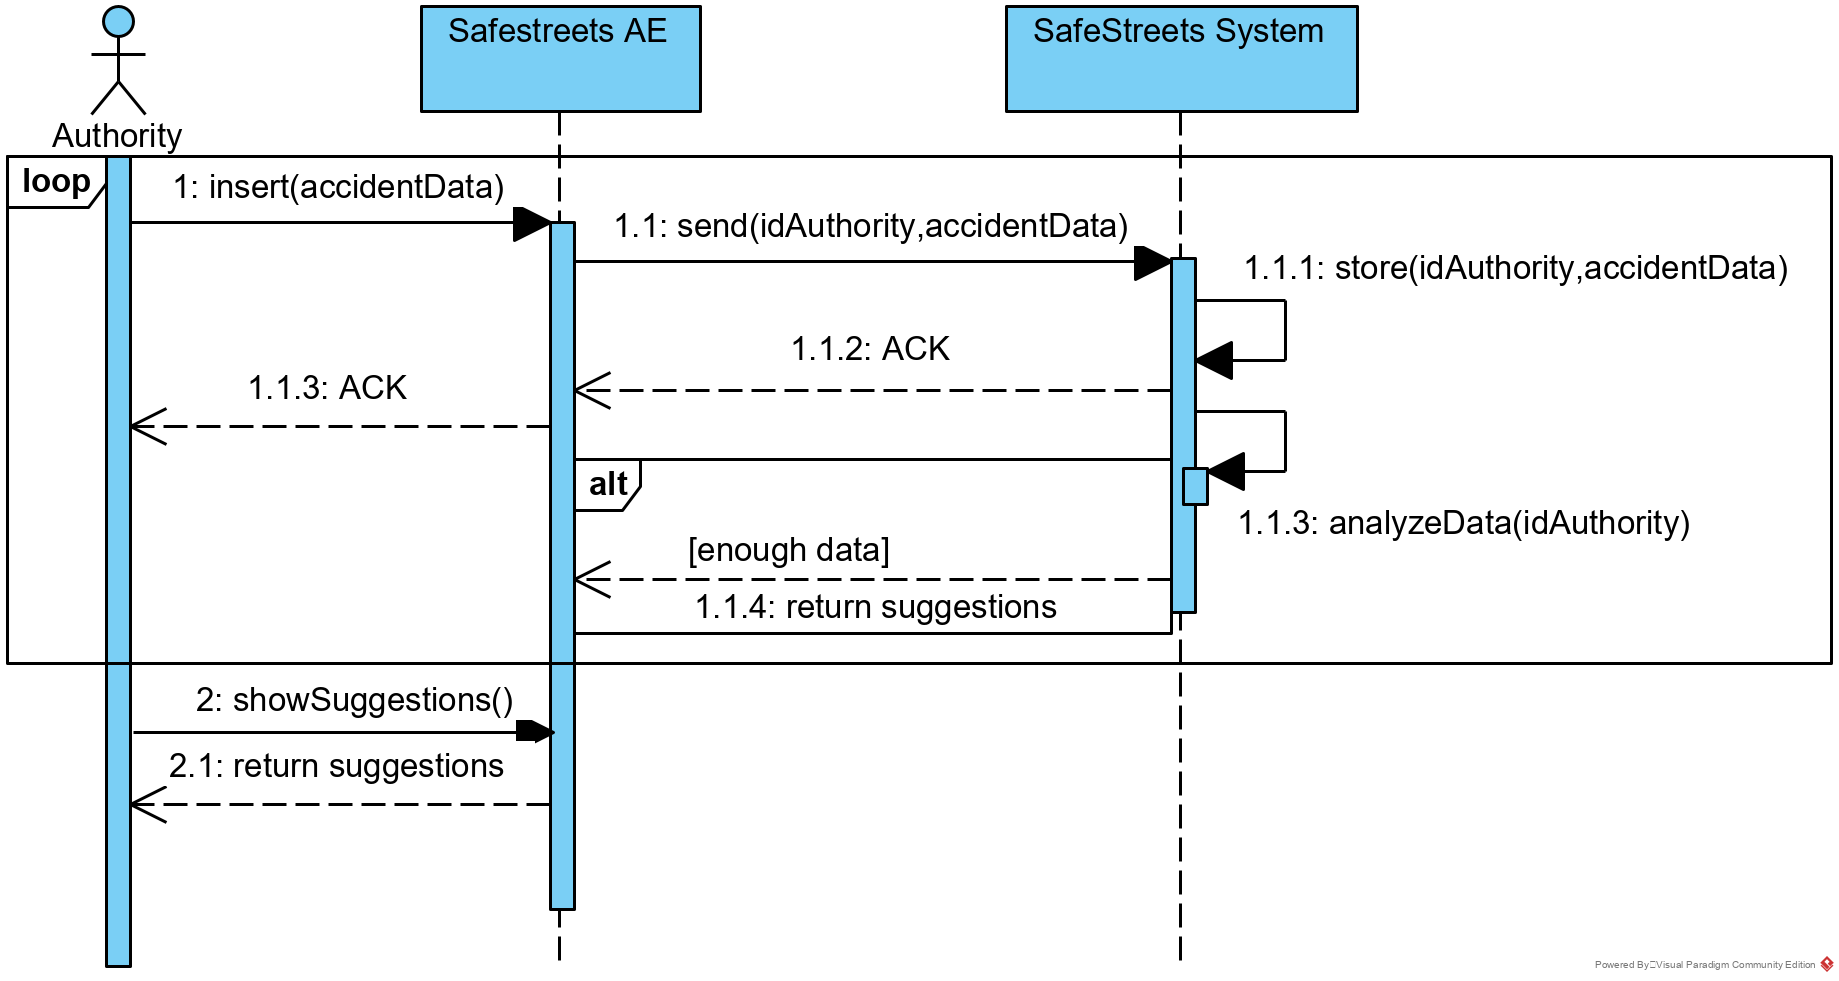 Safestreets AE
SafeStreets System
Authority
loop
1: insert(accidentData)
1.1: send(idAuthority,accidentData)
1.1.1: store(idAuthority,accidentData)
1.1.2: ACK
1.1.3: ACK
alt
1.1.3: analyzeData(idAuthority)
[enough data]
1.1.4: return suggestions
2: showSuggestions()
2.1: return suggestions
Powered By Visual Paradigm Community Edition